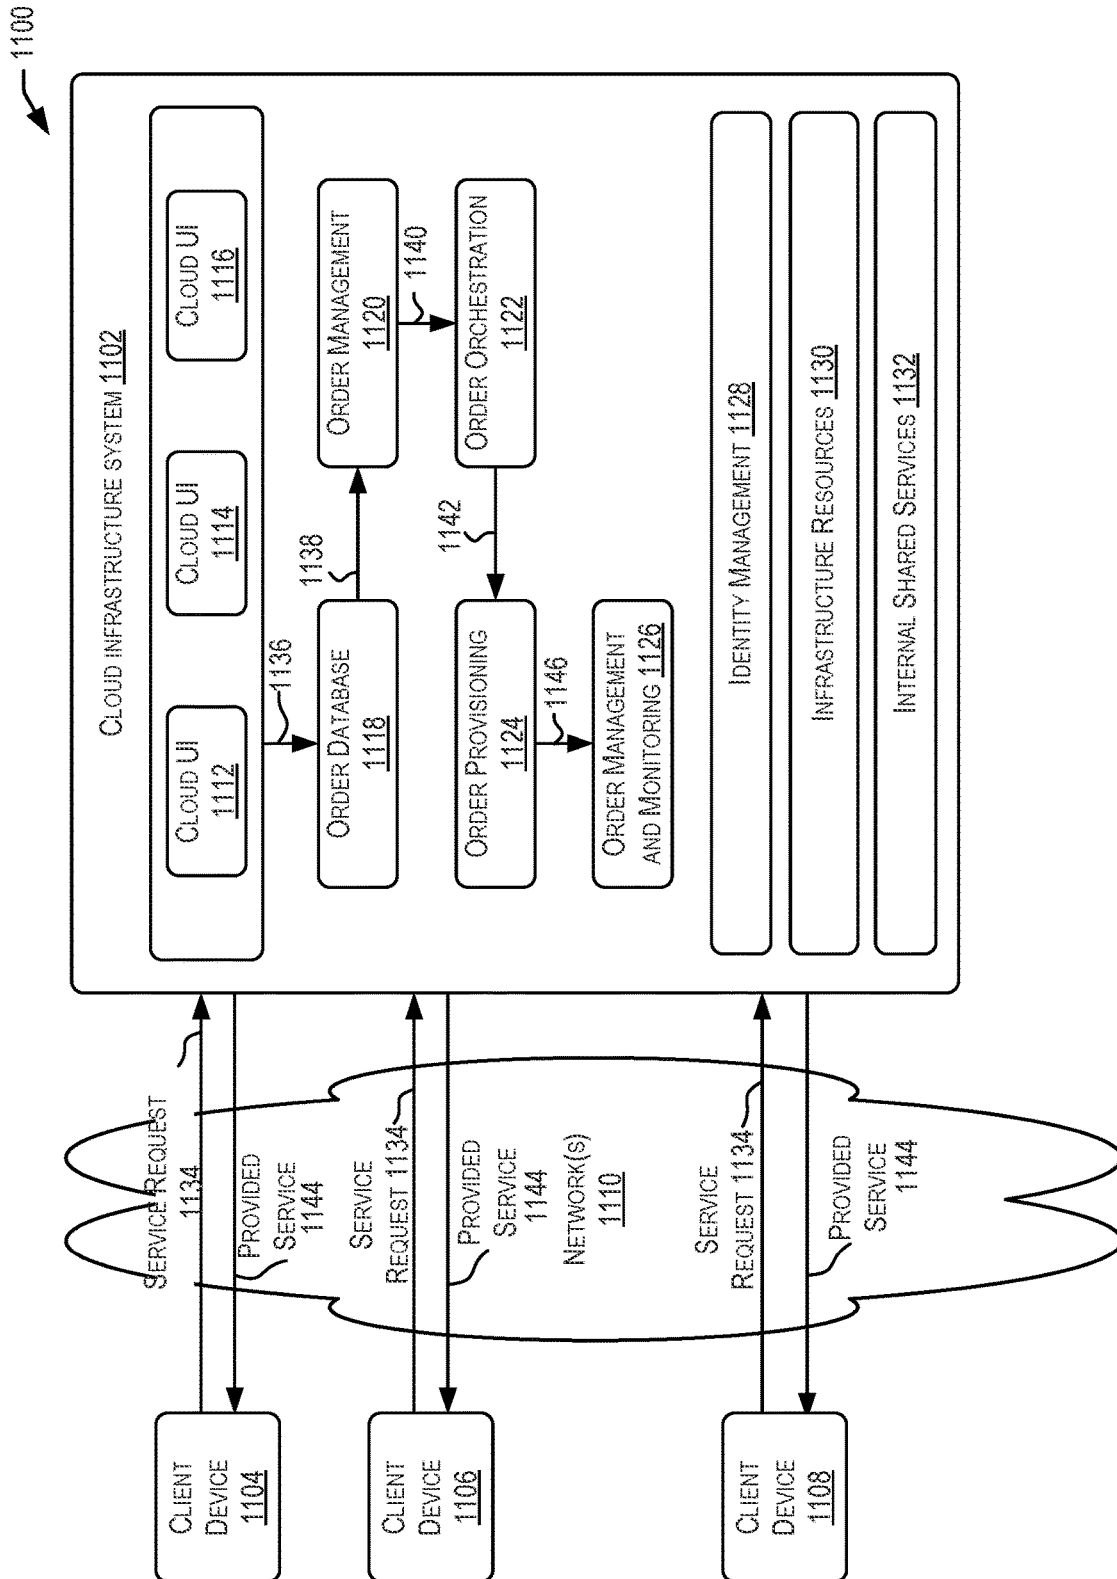 1100
CLOUD INFRASTRUCTURE SYSTEM 1102
CLOUD UI
1112
CLOUD UI
1114
CLOUD UI
1116
1136
ORDER DATABASE
1118
1138
ORDER MANAGEMENT
1120
1140
ORDER PROVISIONING
1124
1142
ORDER ORCHESTRATION
1122
1146
ORDER MANAGEMENT
AND MONITORING 1126
IDENTITY MANAGEMENT 1128
INFRASTRUCTURE RESOURCES 1130
INTERNAL SHARED SERVICES 1132
CLIENT
DEVICE
1104
SERVICE REQUEST
1134
PROVIDED
SERVICE
1144
CLIENT
DEVICE
1106
SERVICE
REQUEST 1134
PROVIDED
SERVICE
1144
NETWORK(S)
1110
CLIENT
DEVICE
1108
SERVICE
REQUEST 1134
PROVIDED
SERVICE
1144